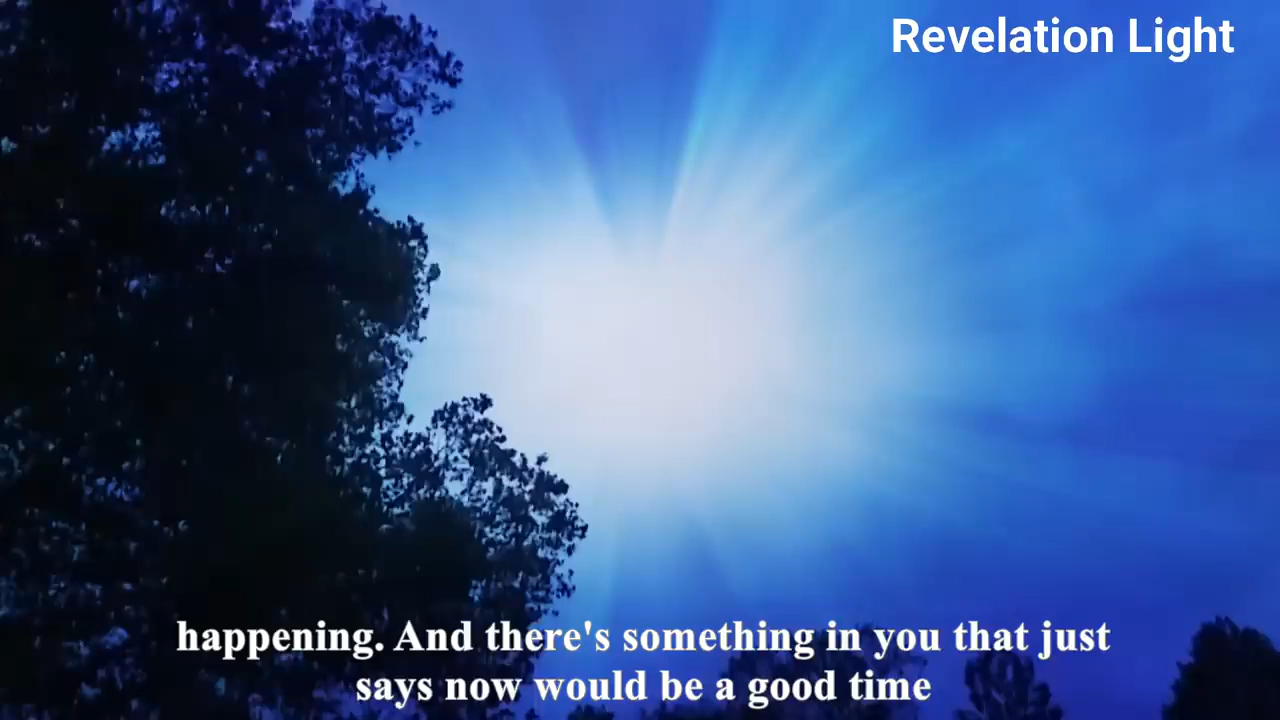 Revelation Light
happening. And there's something in you that just
says now would be a good time